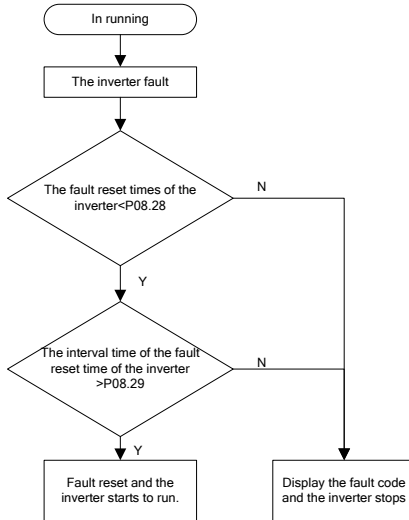 In running
The inverter fault
The fault reset times of the
inverter<P08.28
N
Y
The interval time of the fault
reset time of the inverter
>P08.29
N
Y
Fault reset and the
inverter starts to run.
Display the fault code
and the inverter stops